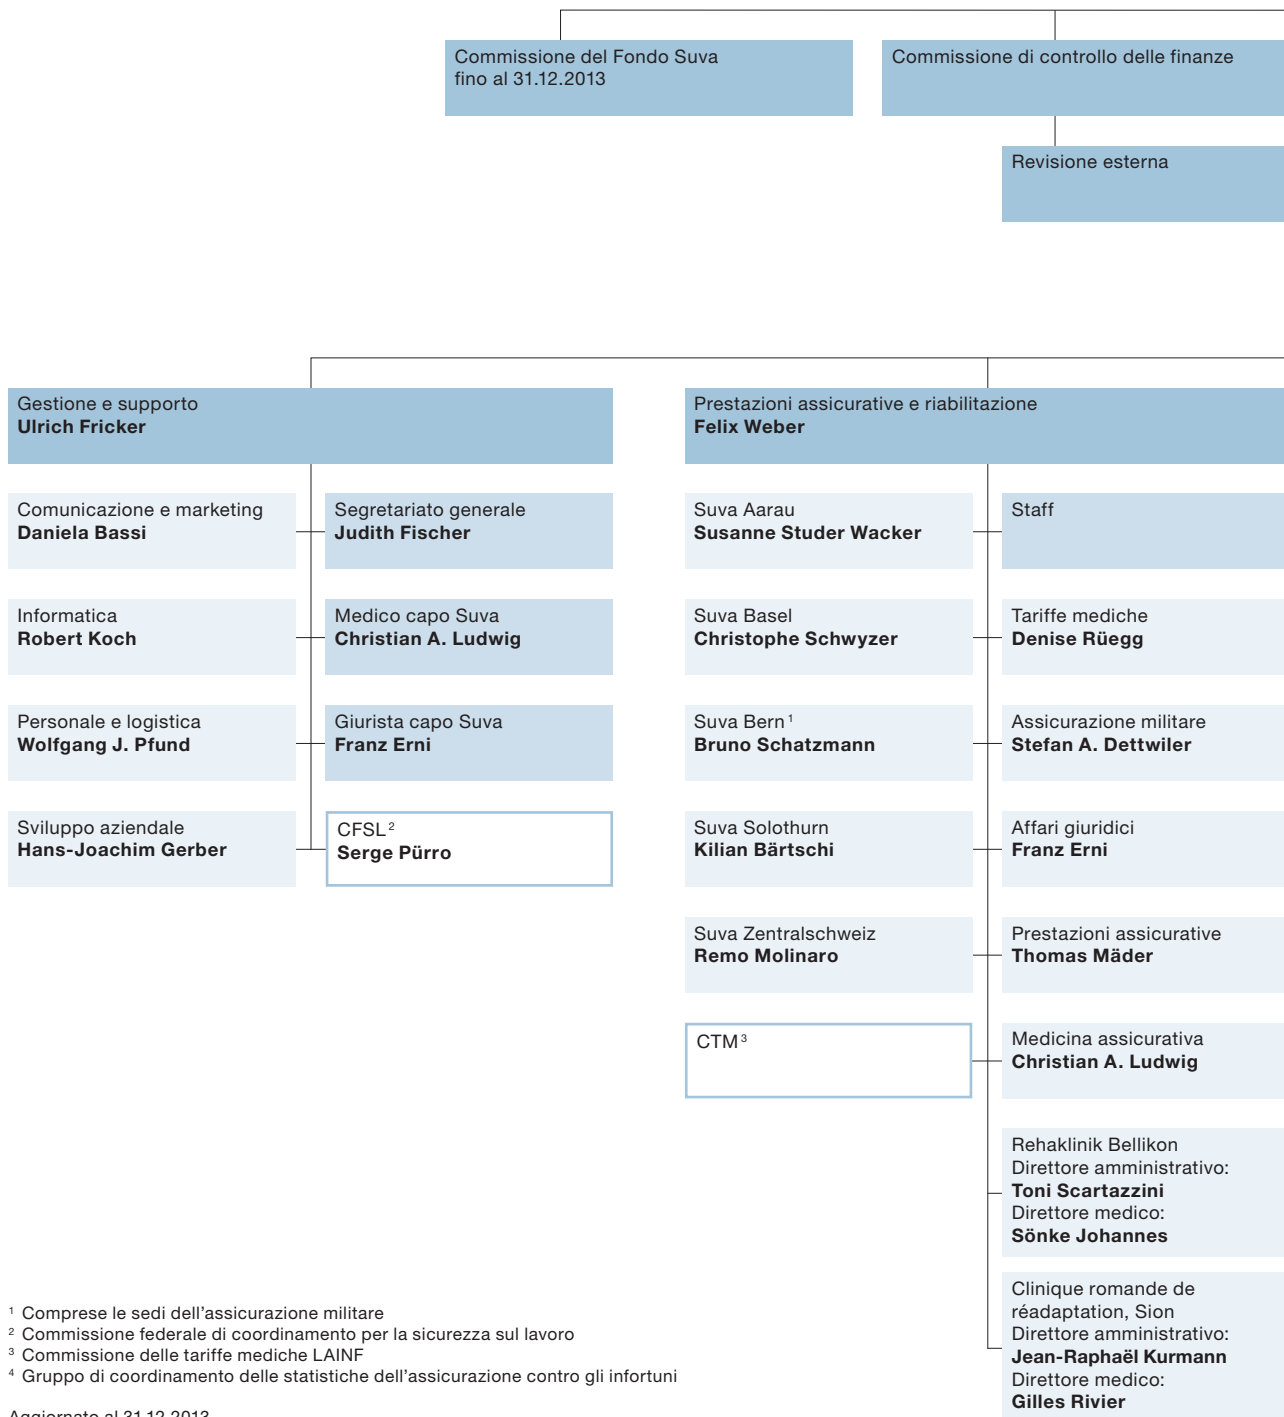 Commissione del Fondo Suva
fino al 31.12.2013
Commissione di controllo delle finanze
Revisione esterna
Gestione e supporto
Ulrich Fricker
Comunicazione e marketing
Daniela Bassi
Segretariato generale
Judith Fischer
Informatica
Robert Koch
Medico capo Suva
Christian A. Ludwig
Personale e logistica
Wolfgang J. Pfund
Giurista capo Suva
Franz Erni
Sviluppo aziendale
Hans-Joachim Gerber
CFSL ²
Serge Pürro
Prestazioni assicurative e riabilitazione
Felix Weber
Suva Aarau
Susanne Studer Wacker
Staff
Suva Basel
Christophe Schwyzer
Tariffe mediche
Denise Rüegg
Suva Bern ¹
Bruno Schatzmann
Assicurazione militare
Stefan A. Dettwiler
Suva Solothurn
Kilian Bärtschi
Affari giuridici
Franz Erni
Suva Zentralschweiz
Remo Molinaro
Prestazioni assicurative
Thomas Mäder
CTM ³
Medicina assicurativa
Christian A. Ludwig
Rehaklinik Bellikon
Direttore amministrativo:
Toni Scartazzini
Direttore medico:
Sönke Johannes
Clinique romande de
réadaptation, Sion
Direttore amministrativo:
Jean-Raphaël Kurmann
Direttore medico:
Gilles Rivier
¹ Comprese le sedi dell'assicurazione militare
² Commissione federale di coordinamento per la sicurezza sul lavoro
³ Commissione delle tariffe mediche LAINF
⁴ Gruppo di coordinamento delle statistiche dell'assicurazione contro gli infortuni
Aggiornato al 31.12.2013